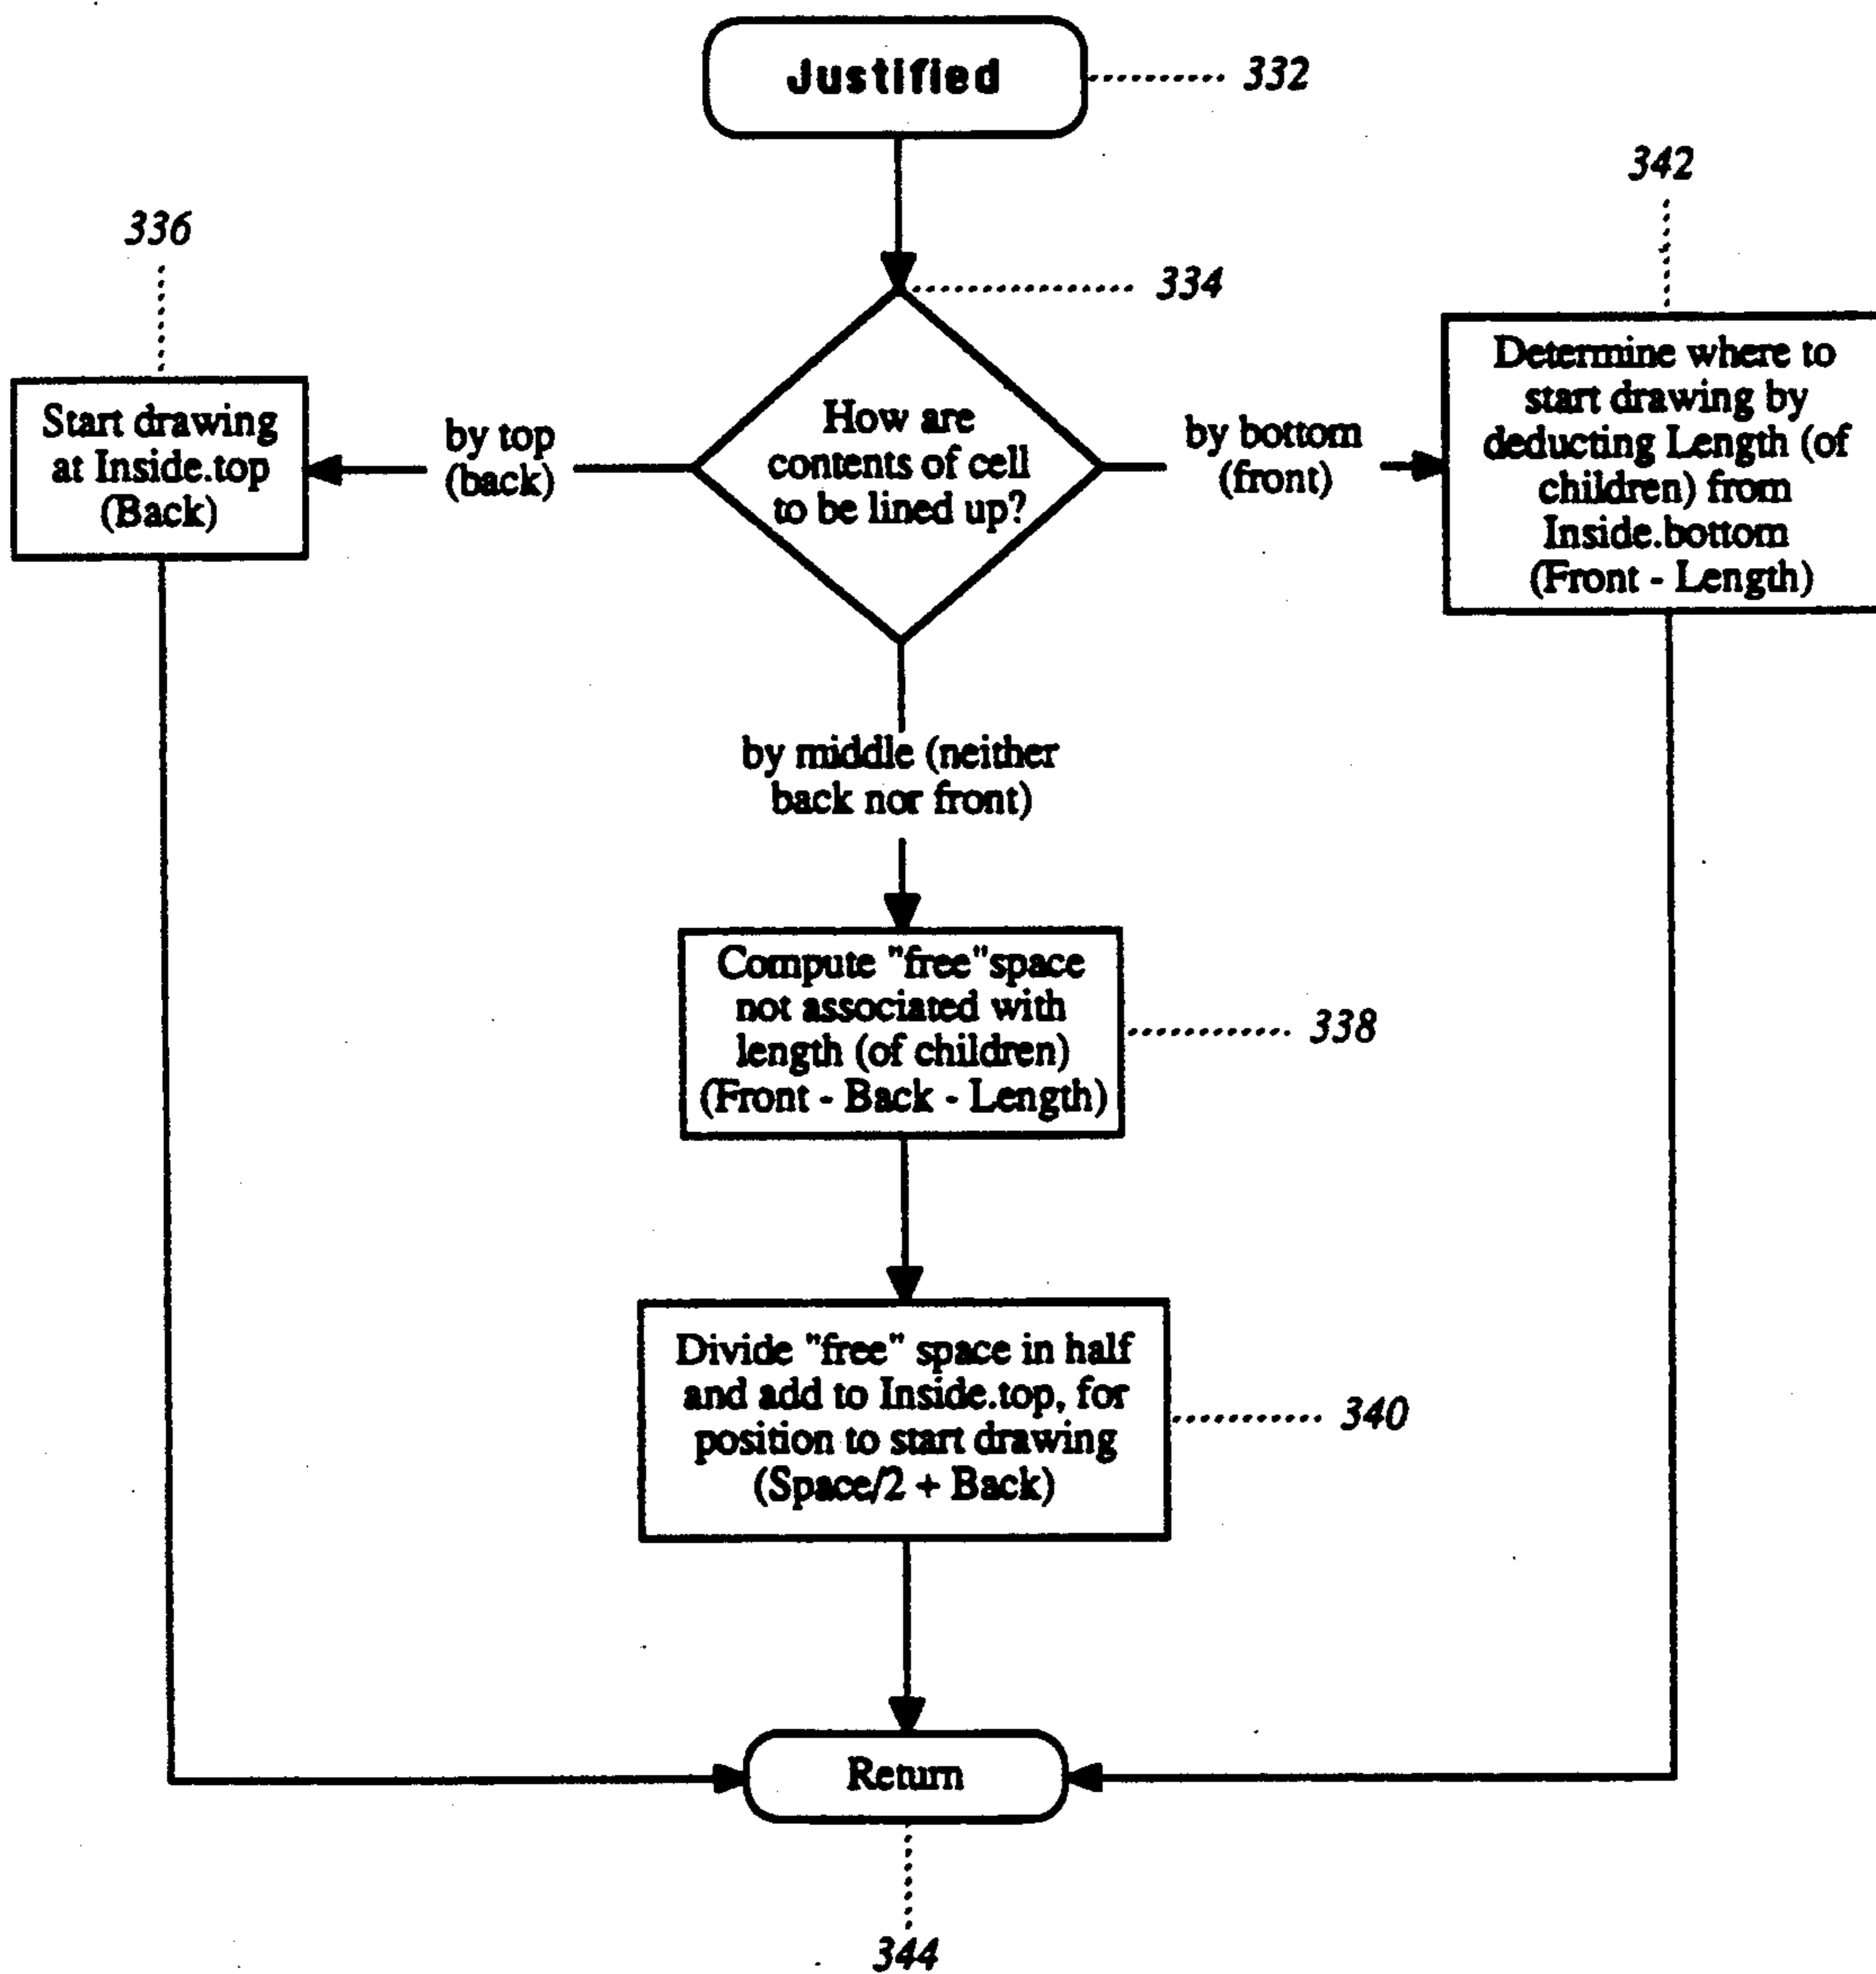 Justified
332
334
336
342
Start drawing
at Inside.top
(Back)
by top
(back)
How are
contents of cell
to be lined up?
by bottom
(front)
Determine where to
start drawing by
deducting Length (of
children) from
Inside.bottom
(Front - Length)
by middle (neither
back nor front)
Compute "free"space
not associated with
length (of children)
(Front - Back - Length)
338
Divide "free" space in half
and add to Inside.top, for
position to start drawing
(Space/2 + Back)
340
Return
344